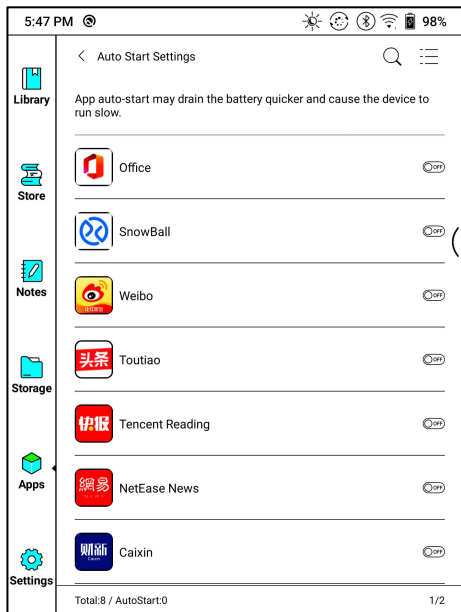 5:47 PM
98%
Auto Start Settings
App auto-start may drain the battery quicker and cause the device to
run slow.
Library
Store
Notes
Storage
Apps
Settings
Office
OFF
SnowBall
OFF
Weibo
OFF
头条
Toutiao
OFF
快报
Tencent Reading
OFF
網易
NEWS
NetEase News
OFF
财新
Caixin
Caixin
OFF
Total:8 / AutoStart:0
1/2